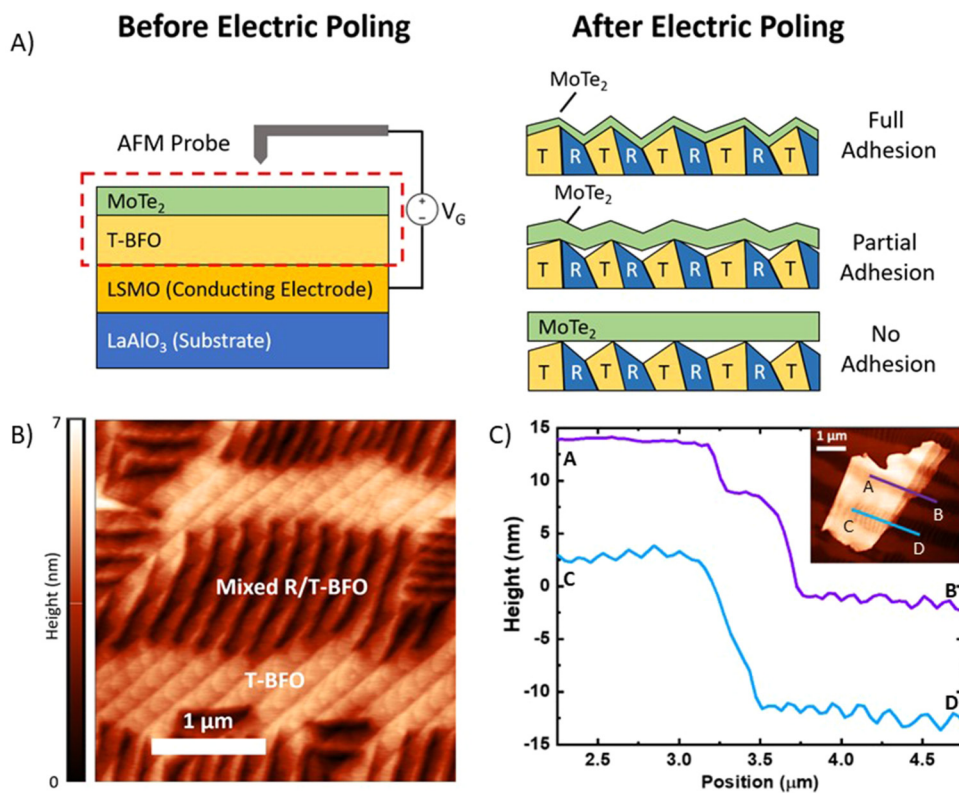 A)
Before Electric Poling
After Electric Poling
AFM Probe
MoTe₂
T-BFO
LSMO (Conducting Electrode)
LaAlO₃ (Substrate)
+
−
V_G
MoTe₂
T R T R T R T R T
Full
Adhesion
MoTe₂
T R T R T R T R T
Partial
Adhesion
MoTe₂
T R T R T R T R T
No
Adhesion
B)
7
Height (nm)
0
Mixed R/T-BFO
T-BFO
1 μm
C)
Height (nm)
15
10
5
0
-5
-10
-15
A
B
C
D
1 μm
A
B
C
D
2.5 3.0 3.5 4.0 4.5
Position (μm)